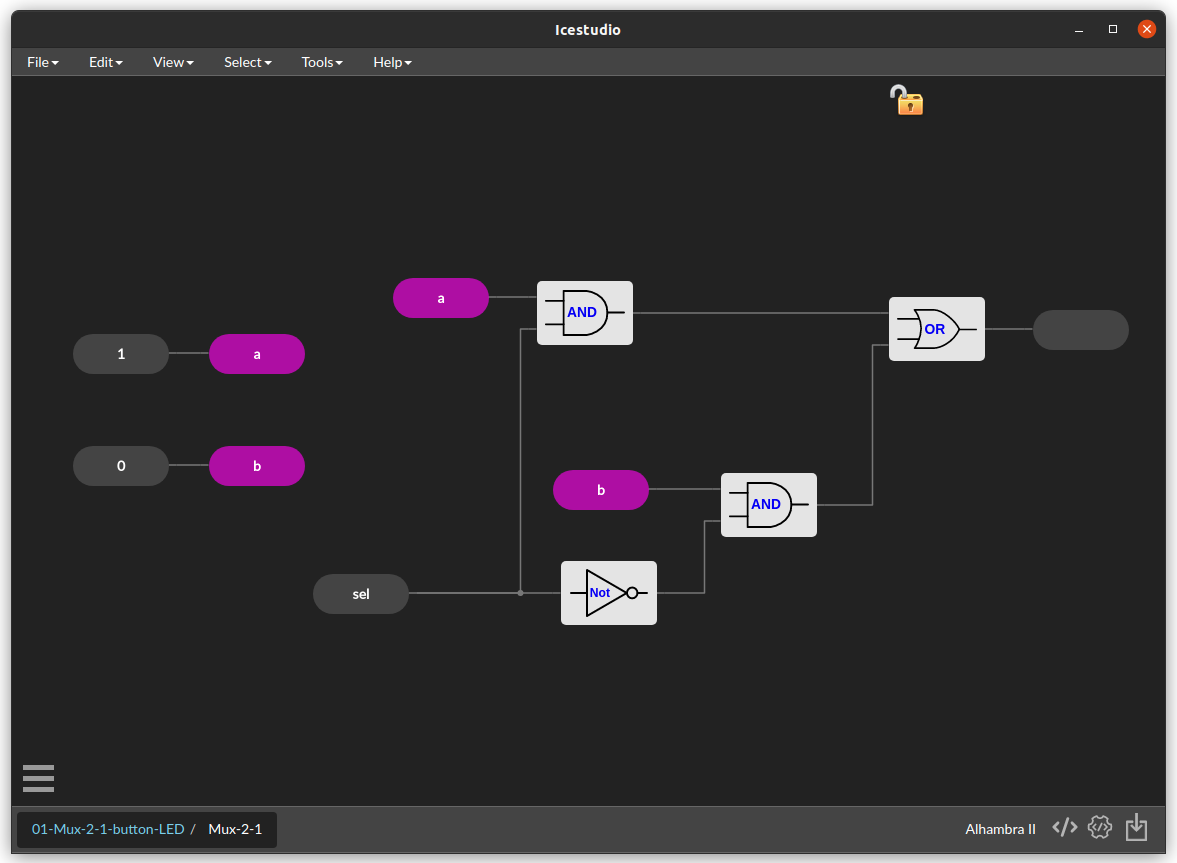 Icestudio
File Edit View Select Tools Help
a
AND
OR
1
a
0
b
b
AND
sel
Not
01-Mux-2-1-button-LED / Mux-2-1
Alhambra II </>